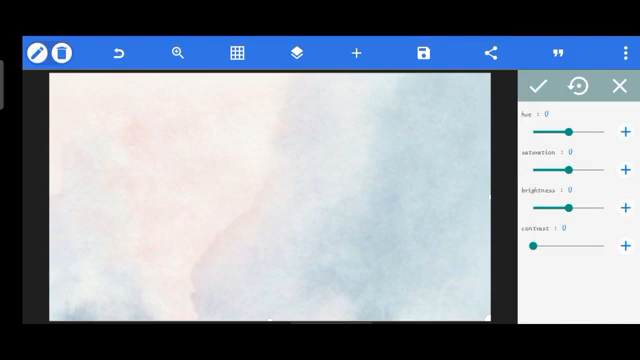 hue : 0
saturation : 0
brightness : 0
contrast : 0